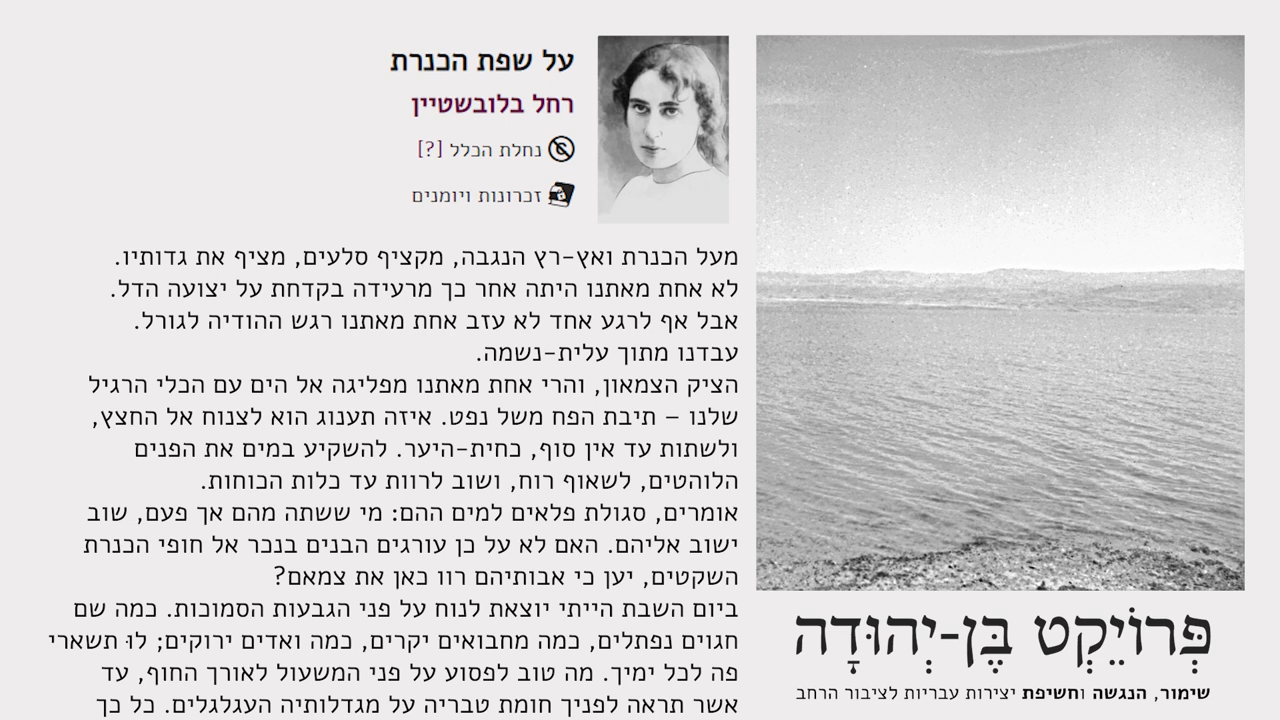 על שפת הכנרת
רחל בלובשטיין
נחלת הכלל [?]
זכרונות ויומנים
מעל הכנרת ואץ-רץ הנגבה, מקציף סלעים, מציף את גדותיו.
לא אחת מאתנו היתה אחר כך מרעידה בקדחת על יצועה הדל.
אבל אף לרגע אחד לא עזב אחת מאתנו רגש ההודיה לגורל.
עבדנו מתוך עלית-נשמה.
הציק הצמאון, והרי אחת מאתנו מפליגה אל הים עם הכלי הרגיל
שלנו – תיבת הפח משל נפט. איזה תענוג הוא לצנוח אל החצץ,
ולשתות עד אין סוף, כחית-היער. להשקיע במים את הפנים
הלוהטים, לשאוף רוח, ושוב לרוות עד כלות הכוחות.
אומרים, סגולת פלאים למים ההם: מי ששתה מהם אך פעם, שוב
ישוב אליהם. האם לא על כן עורגים הבנים בנכר אל חופי הכנרת
השקטים, יען כי אבותיהם רוו כאן את צמאם?
ביום השבת הייתי יוצאת לנוח על פני הגבעות הסמוכות. כמה שם
חגוים נפתלים, כמה מחבואים יקרים, כמה ואדים ירוקים; לוּ תשארי
פה לכל ימיך. מה טוב לפסוע על פני המשעול לאורך החוף, עד
אשר תראה לפניך חומת טבריה על מגדלותיה העגלגלים. כל כך
פְּרוֹיֵקְט בֶּן-יְהוּדָה
שימור, הנגשה וחשיפת יצירות עבריות לציבור הרחב